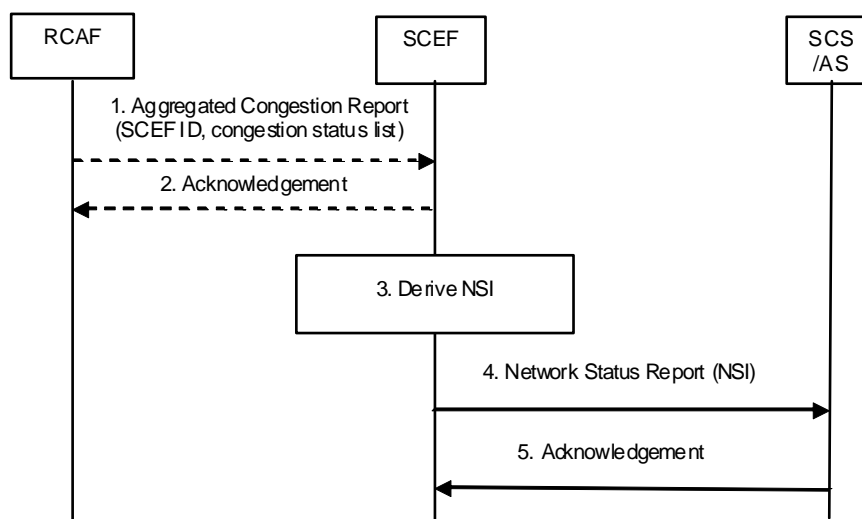 RCAF
SCEF
SCS
/AS
1. Aggregated Congestion Report
(SCEF ID, congestion status list)
2. Acknowledgement
3. Derive NSI
4. Network Status Report (NSI)
5. Acknowledgement